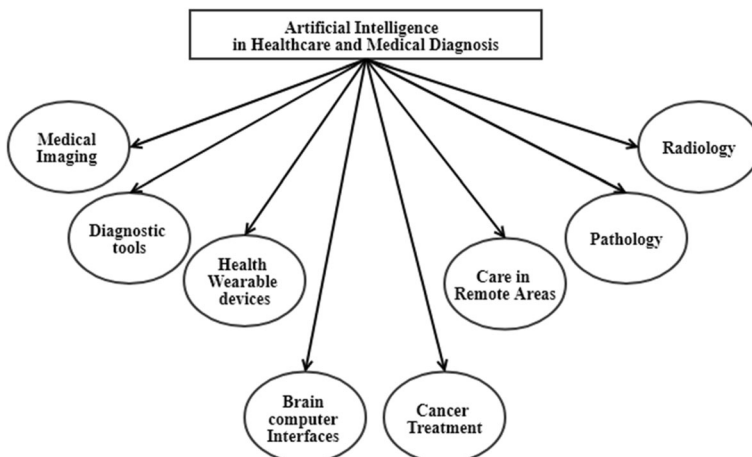 Artificial Intelligence
in Healthcare and Medical Diagnosis
Medical
Imaging
Radiology
Diagnostic
tools
Pathology
Health
Wearable
devices
Care in
Remote Areas
Brain
computer
Interfaces
Cancer
Treatment